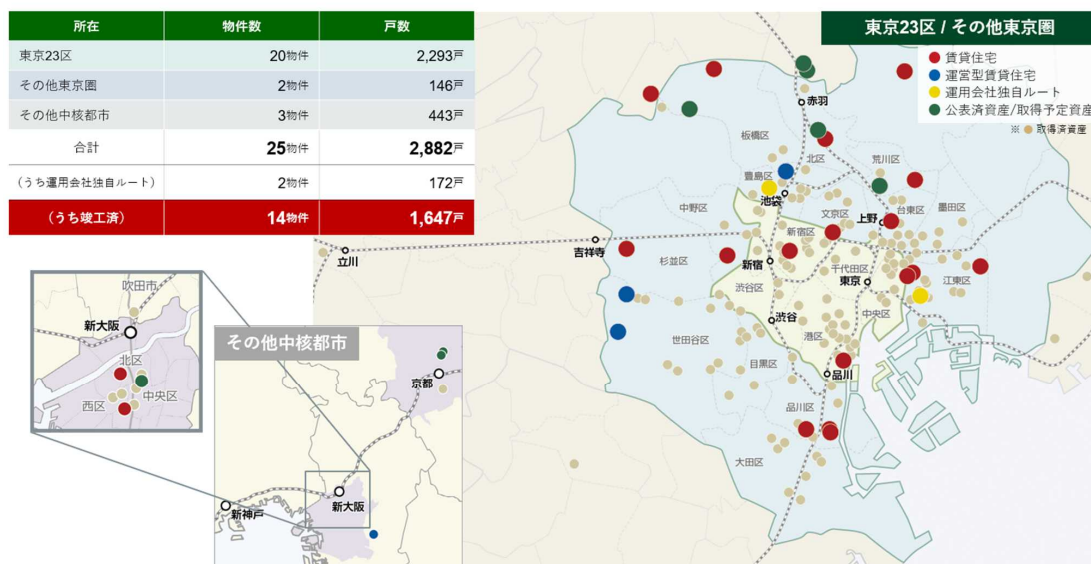 所在 物件数 戸数
東京23区 20物件 2,293戸
その他東京圏 2物件 146戸
その他中核都市 3物件 443戸
合計 25物件 2,882戸
（うち運用会社独自ルート） 2物件 172戸
（うち竣工済） 14物件 1,647戸
東京23区 / その他東京圏
賃貸住宅
運営型賃貸住宅
運用会社独自ルート
公表済資産/取得予定資産
※ 取得済資産
赤羽
板橋区
北区
荒川区
豊島区
池袋
中野区
文京区
上野
台東区
墨田区
新宿区
立川
吉祥寺
杉並区
新宿
千代田区
東京
江東区
渋谷区
中央区
渋谷
港区
世田谷区
目黒区
品川
品川区
大田区
吹田市
新大阪
北区
中央区
西区
その他中核都市
京都
新大阪
新神戸